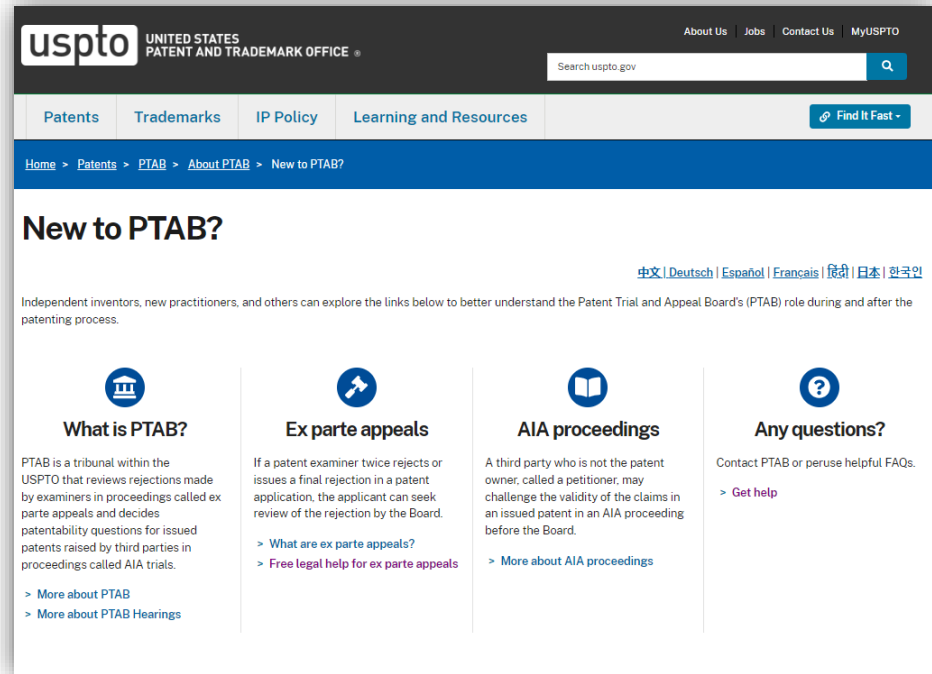 uspto UNITED STATES
PATENT AND TRADEMARK OFFICE ®
About Us | Jobs | Contact Us | MyUSPTO
Search uspto.gov
Patents
Trademarks
IP Policy
Learning and Resources
Find It Fast
Home > Patents > PTAB > About PTAB > New to PTAB?
New to PTAB?
中文 | Deutsch | Español | Français | हिंदी | 日本 | 한국인
Independent inventors, new practitioners, and others can explore the links below to better understand the Patent Trial and Appeal Board's (PTAB) role during and after the
patenting process.
What is PTAB?
PTAB is a tribunal within the
USPTO that reviews rejections made
by examiners in proceedings called ex
parte appeals and decides
patentability questions for issued
patents raised by third parties in
proceedings called AIA trials.
> More about PTAB
> More about PTAB Hearings
Ex parte appeals
If a patent examiner twice rejects or
issues a final rejection in a patent
application, the applicant can seek
review of the rejection by the Board.
> What are ex parte appeals?
> Free legal help for ex parte appeals
AIA proceedings
A third party who is not the patent
owner, called a petitioner, may
challenge the validity of the claims in
an issued patent in an AIA proceeding
before the Board.
> More about AIA proceedings
Any questions?
Contact PTAB or peruse helpful FAQs.
> Get help